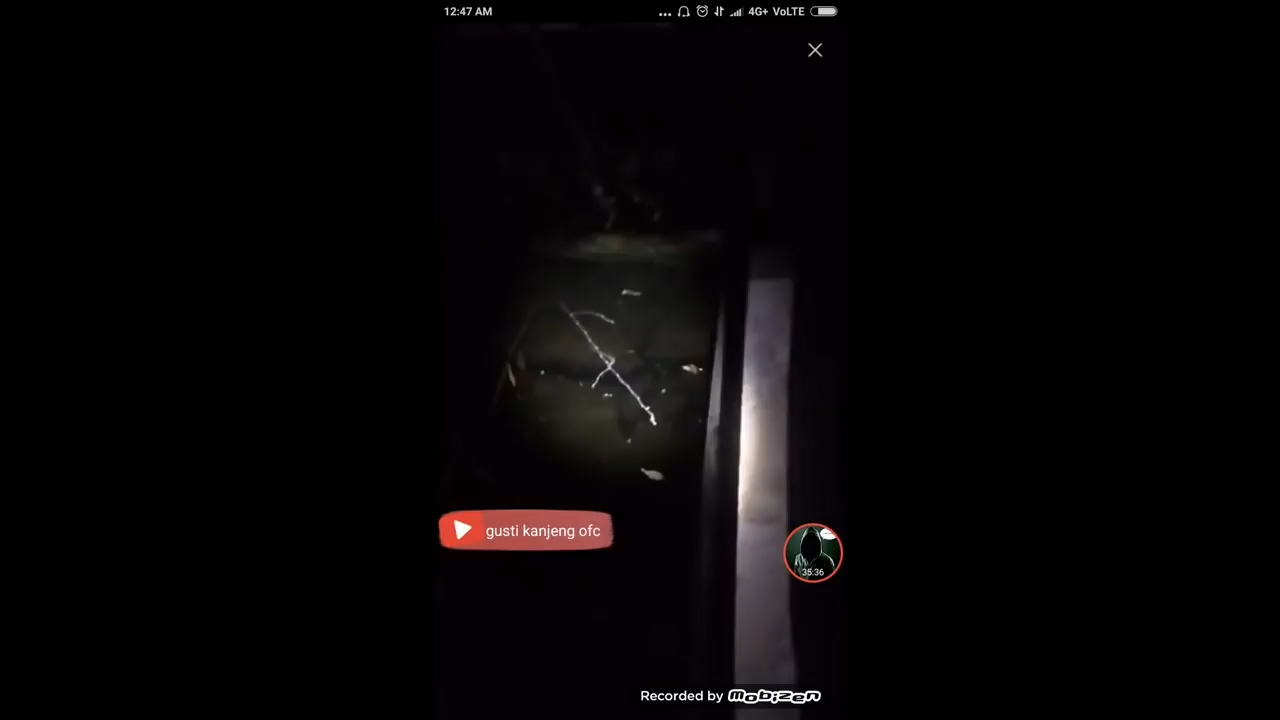 12:47 AM
4G+ VoLTE
gusti kanjeng ofc
35:36
Recorded by Mobizen